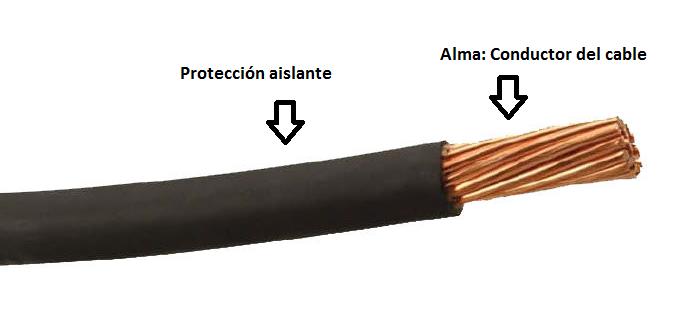 Alma: Conductor del cable
Protección aislante